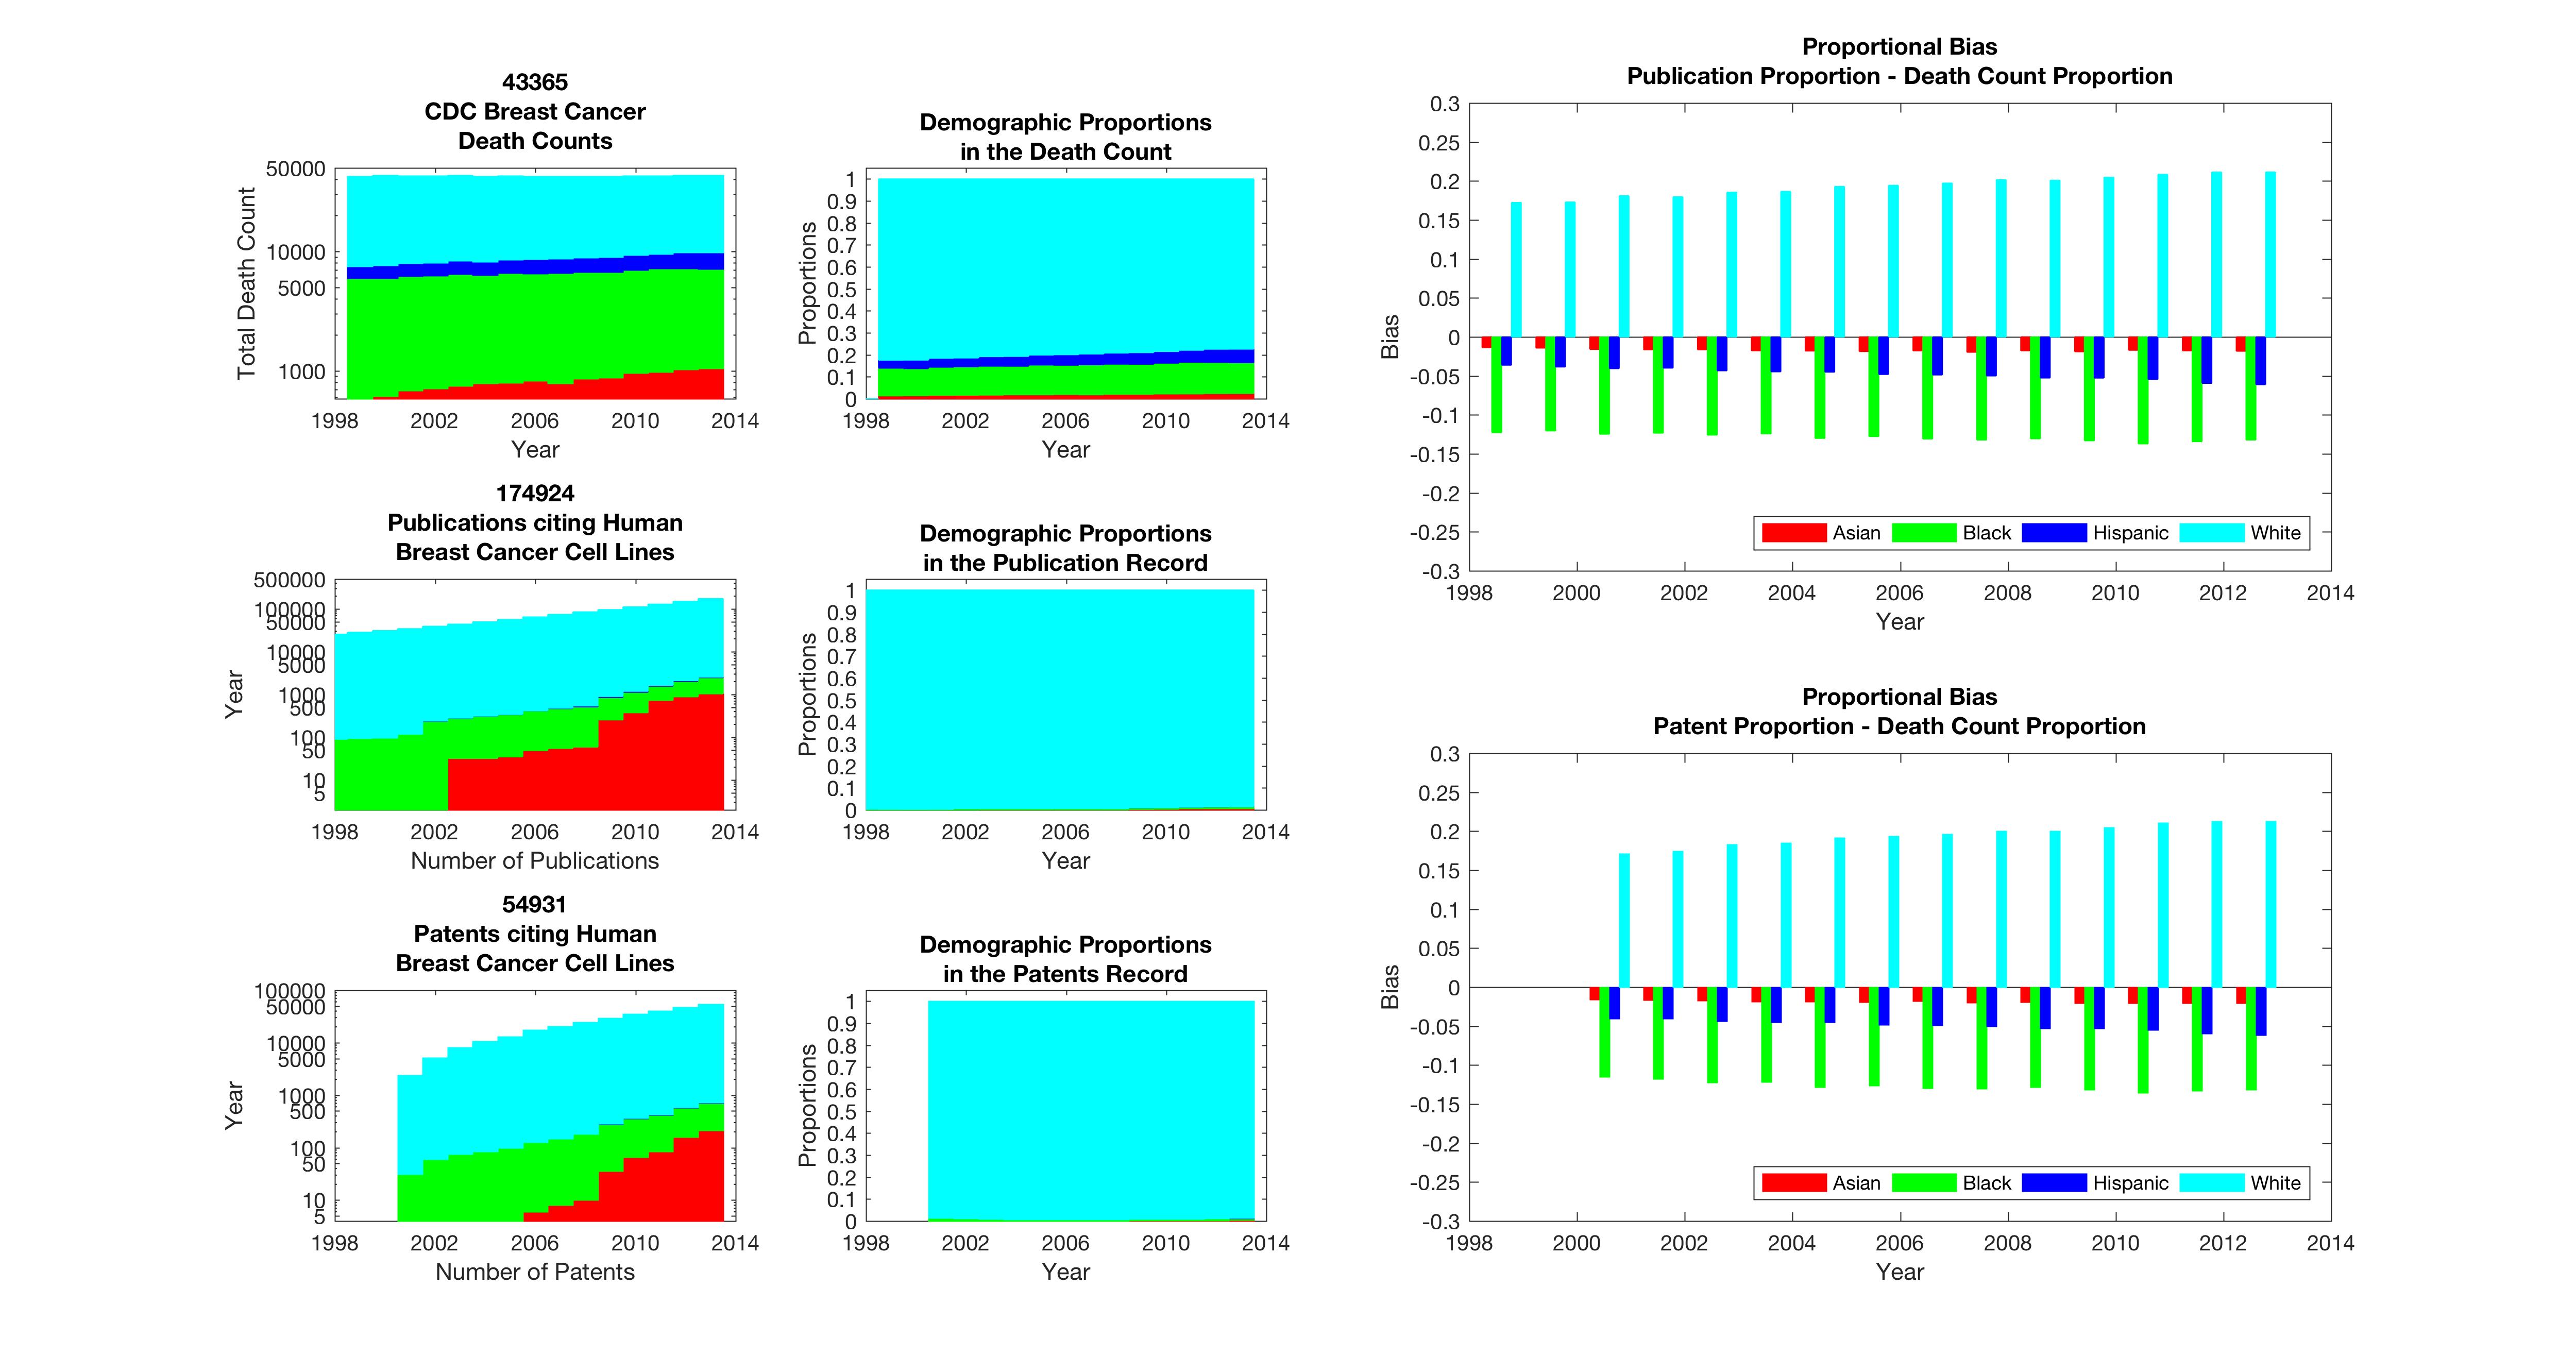 43365
CDC Breast Cancer
Death Counts
50000
10000
5000
1000
Total Death Count
1998 2002 2006 2010 2014
Year
Demographic Proportions
in the Death Count
1
0.9
0.8
0.7
0.6
0.5
0.4
0.3
0.2
0.1
0
Proportions
1998 2002 2006 2010 2014
Year
174924
Publications citing Human
Breast Cancer Cell Lines
500000
100000
50000
10000
5000
1000
500
100
50
10
5
Year
1998 2002 2006 2010 2014
Number of Publications
Demographic Proportions
in the Publication Record
1
0.9
0.8
0.7
0.6
0.5
0.4
0.3
0.2
0.1
0
Proportions
1998 2002 2006 2010 2014
Year
54931
Patents citing Human
Breast Cancer Cell Lines
100000
50000
10000
5000
1000
500
100
50
10
5
Year
1998 2002 2006 2010 2014
Number of Patents
Demographic Proportions
in the Patents Record
1
0.9
0.8
0.7
0.6
0.5
0.4
0.3
0.2
0.1
0
Proportions
1998 2002 2006 2010 2014
Year
Proportional Bias
Publication Proportion - Death Count Proportion
0.3
0.25
0.2
0.15
0.1
0.05
0
-0.05
-0.1
-0.15
-0.2
-0.25
-0.3
Bias
Asian Black Hispanic White
1998 2000 2002 2004 2006 2008 2010 2012 2014
Year
Proportional Bias
Patent Proportion - Death Count Proportion
0.3
0.25
0.2
0.15
0.1
0.05
0
-0.05
-0.1
-0.15
-0.2
-0.25
-0.3
Bias
Asian Black Hispanic White
1998 2000 2002 2004 2006 2008 2010 2012 2014
Year